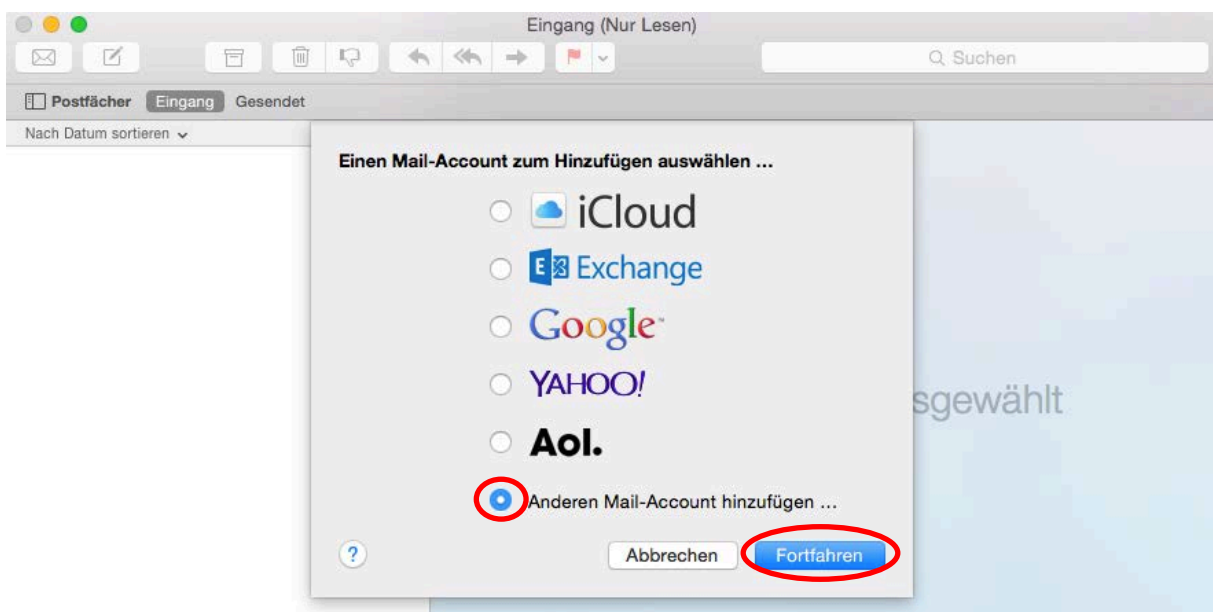 Eingang (Nur Lesen)
Suchen
Postfächer Eingang Gesendet
Nach Datum sortieren
Einen Mail-Account zum Hinzufügen auswählen ...
iCloud
E Exchange
Google™
YAHOO!
sgewählt
Aol.
Anderen Mail-Account hinzufügen ...
? Abbrechen Fortfahren